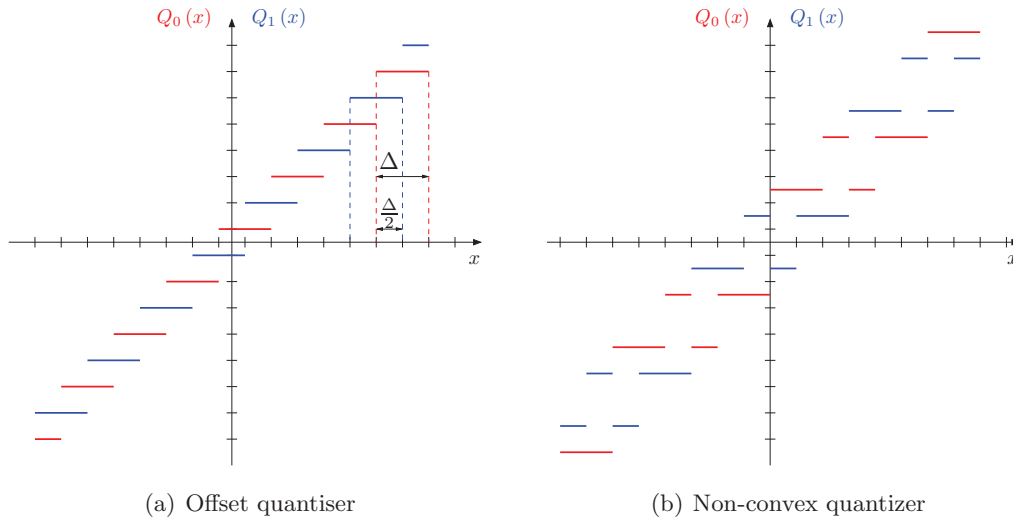 Q₀ (x) Q₁ (x)
Δ
Δ/2
x
(a) Offset quantiser
Q₀ (x) Q₁ (x)
x
(b) Non-convex quantizer